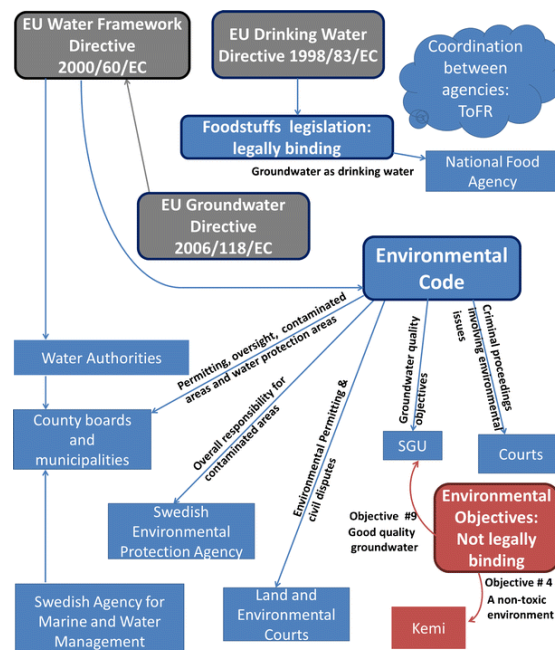 EU Water Framework
Directive
2000/60/EC
EU Drinking Water
Directive 1998/83/EC
Coordination
between
agencies:
ToFR
Foodstuffs legislation:
legally binding
Groundwater as drinking water
National Food
Agency
EU Groundwater
Directive
2006/118/EC
Environmental
Code
Permitting, oversight, contaminated
areas and water protection areas
Overall responsibility for
contaminated areas
Environmental Permitting &
civil disputes
Groundwater quality
objectives
Criminal proceedings
involving environmental
issues
Water Authorities
County boards
and
municipalities
SGU
Courts
Swedish
Environmental
Protection Agency
Objective #9
Good quality
groundwater
Environmental
Objectives:
Not legally
binding
Objective # 4
A non-toxic
environment
Swedish Agency for
Marine and Water
Management
Land and
Environmental
Courts
Kemi